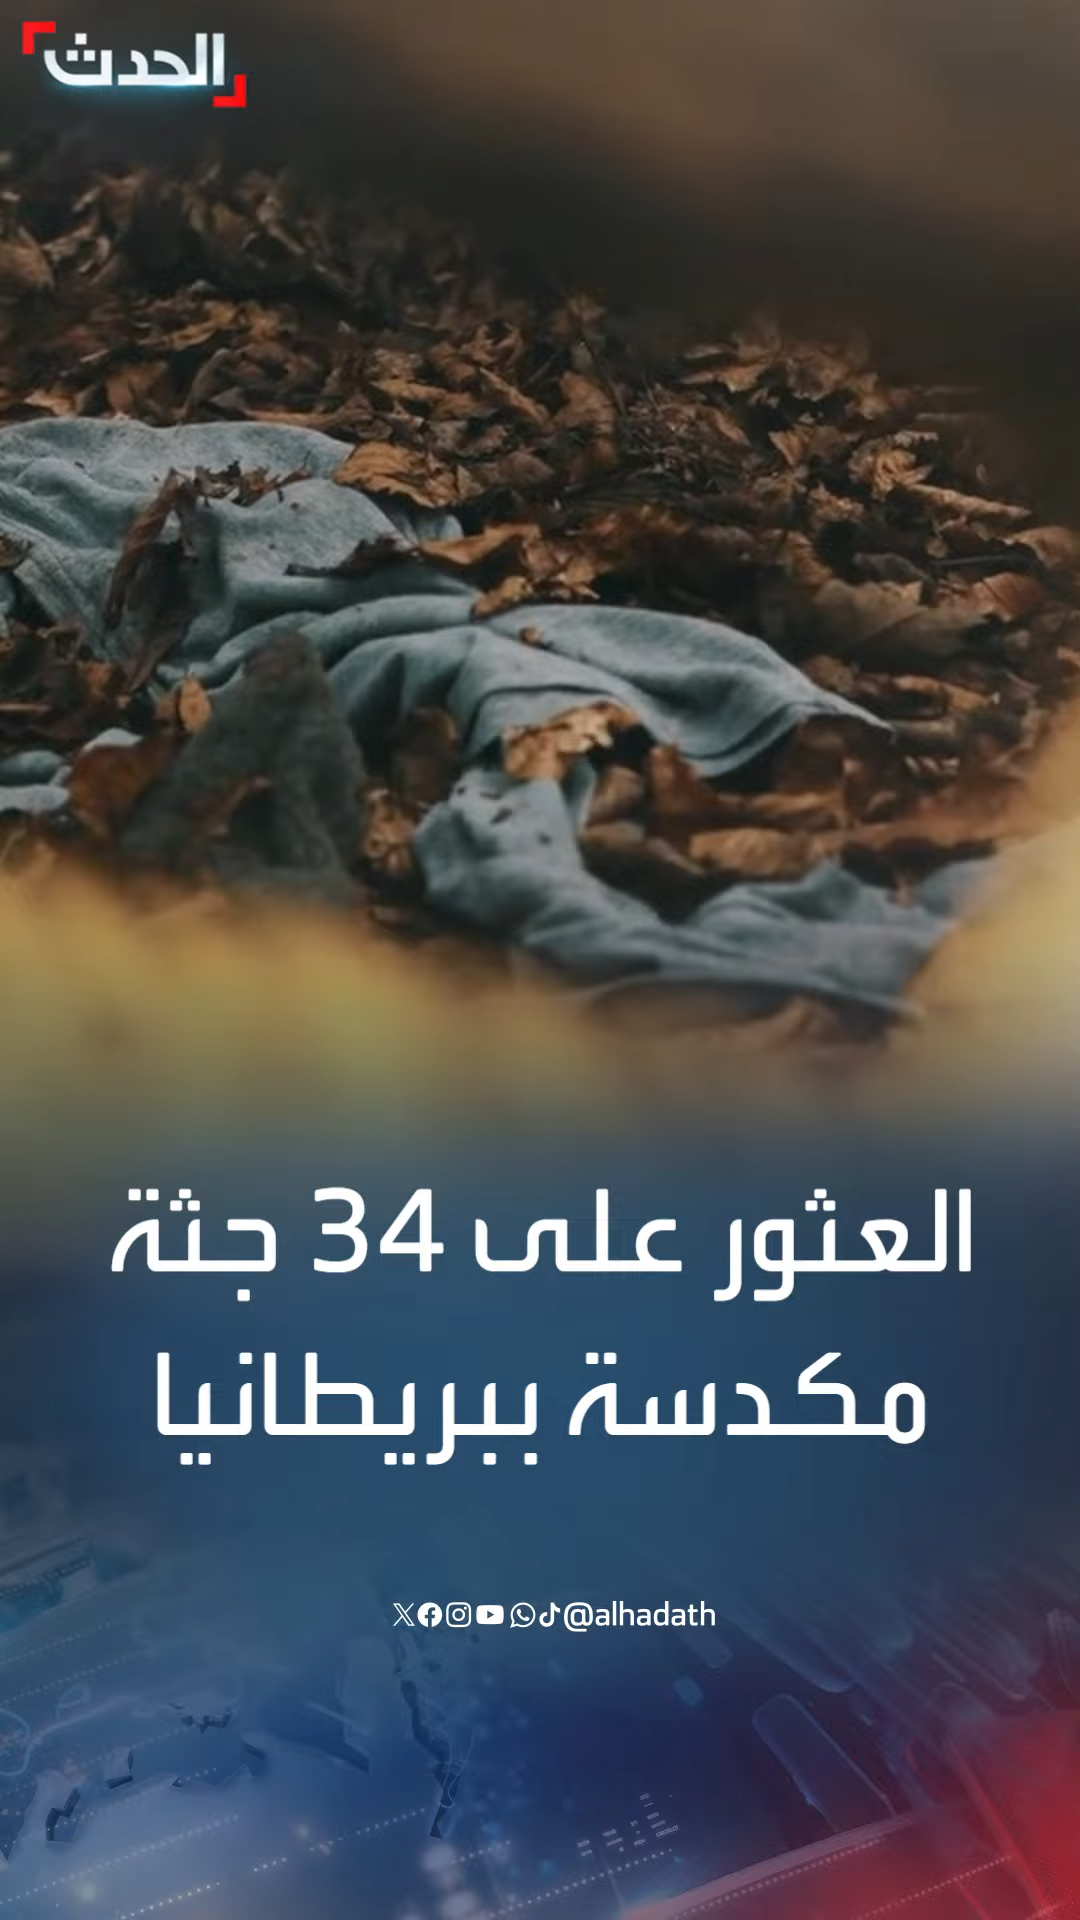 الحدث
العثور على 34 جثة
مكدسة ببريطانيا
@alhadath